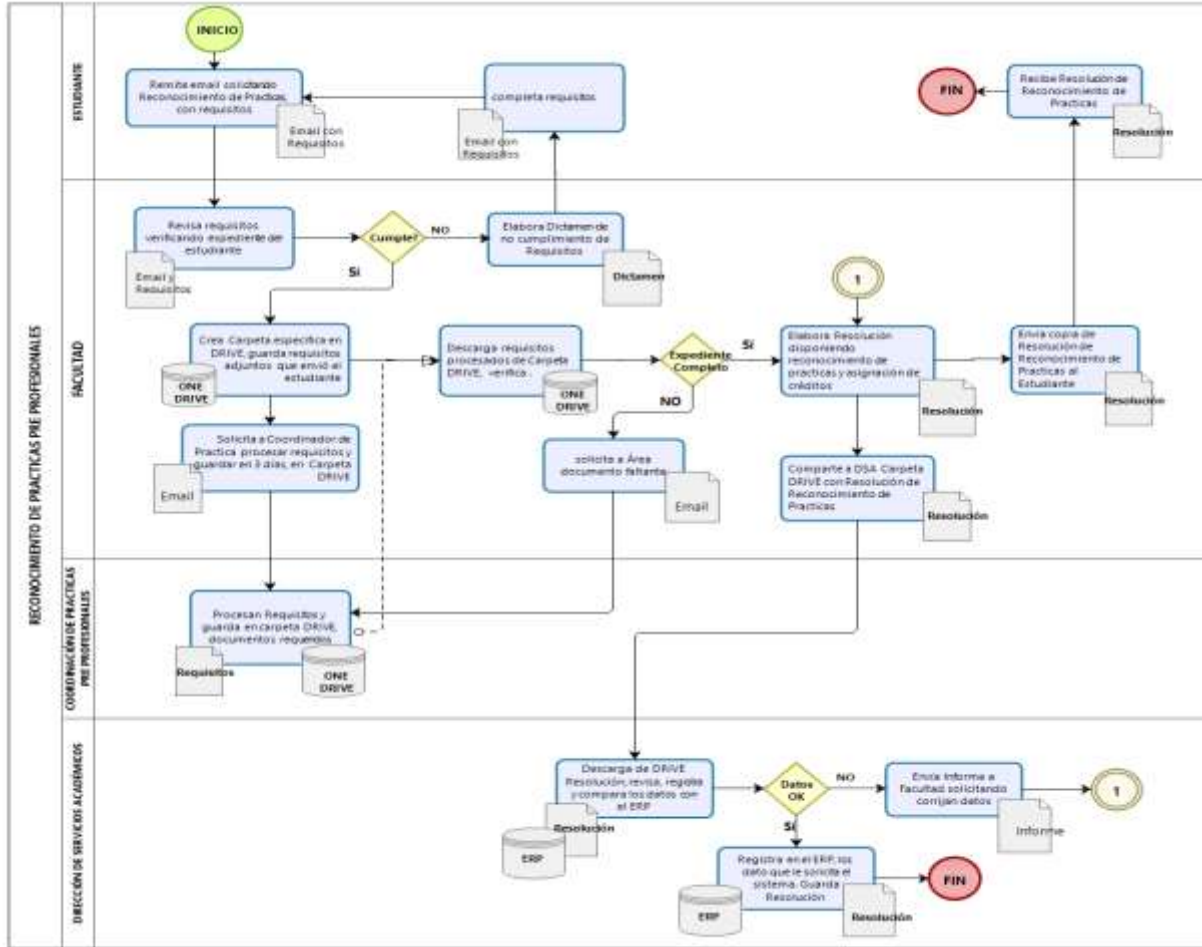 RECONOCIMIENTO DE PRACTICAS PRE PROFESIONALES
ESTUDIANTE
INICIO
Remite email solicitando
Reconocimiento de Practicas,
con requisitos
Email con
Requisitos
completa requisitos
Email con
Requisitos
FIN
Recibe Resolución de
Reconocimiento de
Practicas
Resolución
FACULTAD
Revisa requisitos
verificando expediente del
estudiante
Email y
Requisitos
Cumple?
NO
Sí
Elabora Dictamen de
no cumplimiento de
Requisitos
Dictamen
1
Crea Carpeta especifica en
DRIVE, guarda requisitos
adjuntos que envió el
estudiante
ONE
DRIVE
Descarga requisitos
procesados de Carpeta
DRIVE, verifica .
ONE
DRIVE
Expediente
Completo
Sí
NO
Elabora Resolución
disponiendo
reconocimiento de
practicas y asignación de
créditos
Resolución
Envía copia de
Resolución de
Reconocimiento de
Practicas al
Estudiante
Resolución
Solicita a Coordinador de
Practica procesar requisitos y
guardar en 3 días, en Carpeta
DRIVE
Email
solicita a Área
documento faltante
Email
Comparte a DSA Carpeta
DRIVE con Resolución de
Reconocimiento de
Practicas
Resolución
COORDINACIÓN DE PRACTICAS
PRE PROFESIONALES
Procesan Requisitos y
guarda en carpeta DRIVE,
documentos requeridos
Requisitos
ONE
DRIVE
DIRECCIÓN DE SERVICIOS ACADÉMICOS
Descarga de DRIVE
Resolución, revisa, registra
y compara los datos con
el ERP
Resolución
ERP
Datos
OK
NO
Sí
Envía Informe a
facultad solicitando
corrijan datos
Informe
1
Registra en el ERP, los
dato que le solicita el
sistema. Guarda
Resolución
ERP
Resolución
FIN